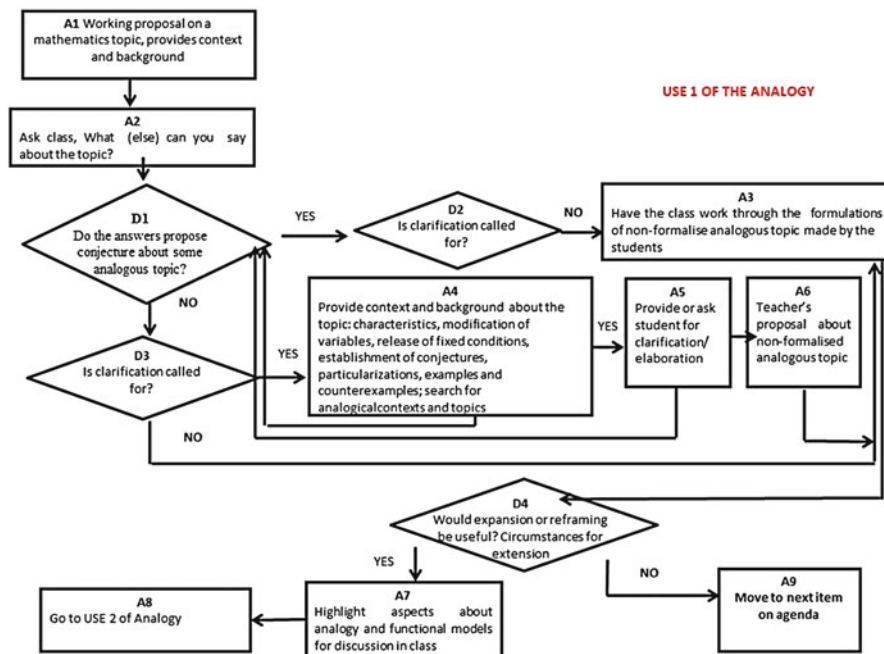 A1 Working proposal on a
mathematics topic, provides context
and background
USE 1 OF THE ANALOGY
A2
Ask class, What (else) can you say
about the topic?
D1
Do the answers propose
conjecture about some
analogous topic?
YES
D2
Is clarification called
for?
NO
A3
Have the class work through the formulations
of non-formalise analogous topic made by the
students
NO
D3
Is clarification called
for?
YES
A4
Provide context and background about the
topic: characteristics, modification of
variables, release of fixed conditions,
establishment of conjectures,
particularizations, examples and
counterexamples; search for
analogicalcontexts and topics
YES
A5
Provide or ask
student for
clarification/
elaboration
A6
Teacher's
proposal about
non-formalised
analogous topic
NO
D4
Would expansion or reframing
be useful? Circumstances for
extension
YES
NO
A8
Go to USE 2 of Analogy
A7
Highlight aspects about
analogy and functional models
for discussion in class
A9
Move to next item
on agenda